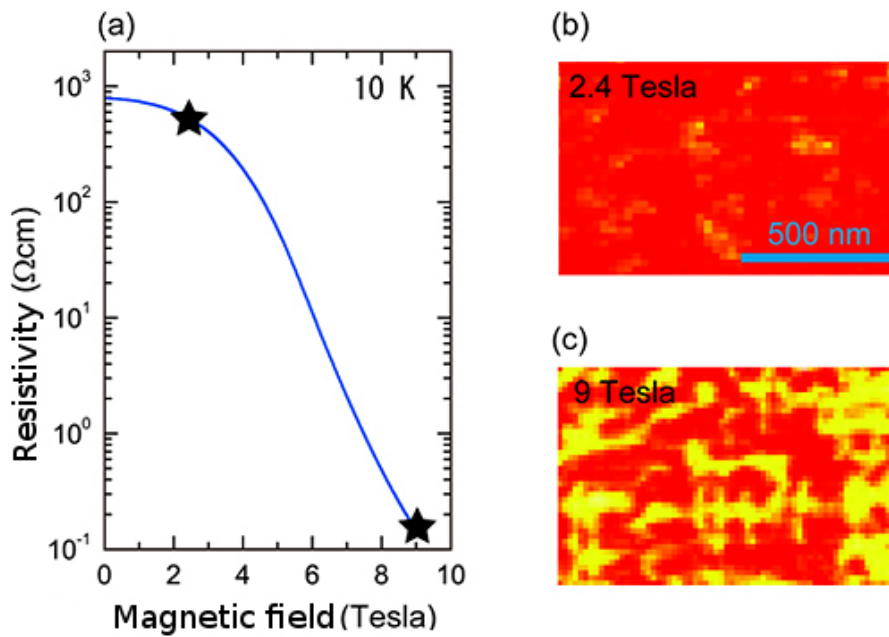 (a)
10 K
10³
10²
10¹
10⁰
10⁻¹
Resistivity (Ωcm)
0 2 4 6 8 10
Magnetic field (Tesla)
(b)
2.4 Tesla
500 nm
(c)
9 Tesla